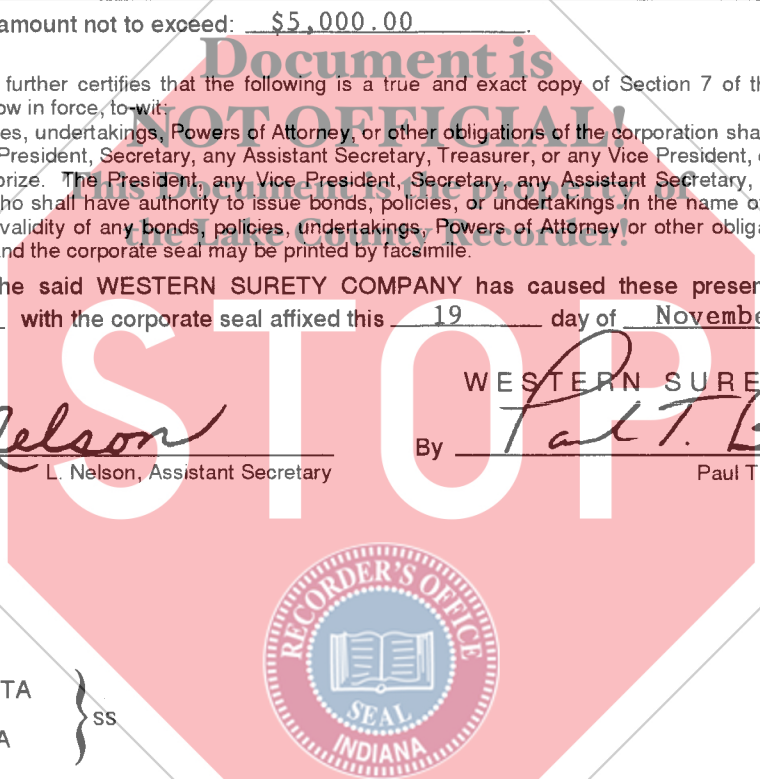 amount not to exceed: $5,000.00.
Document is
further certifies that the following is a true and exact copy of Section 7 of
ow in force, to-wit:
NOT OFFICIAL!
es, undertakings, Powers of Attorney, or other obligations of the corporation sha
President, Secretary, any Assistant Secretary, Treasurer, or any Vice President,
orize. The President, any Vice President, Secretary, any Assistant Secretary,
This Document is the property of
ho shall have authority to issue bonds, policies, or undertakings in the name
validity of any bonds, policies, undertakings, Powers of Attorney or other obliga
the Lake County Recorder!
nd the corporate seal may be printed by facsimile.
he said WESTERN SURETY COMPANY has caused these presen
with the corporate seal affixed this 19 day of Novembe
STOP
WESTERN SURE
elson Paul T. B
By
L. Nelson, Assistant Secretary Paul T
RECORDER'S OFFICE
SEAL
INDIANA
TA
ss
A